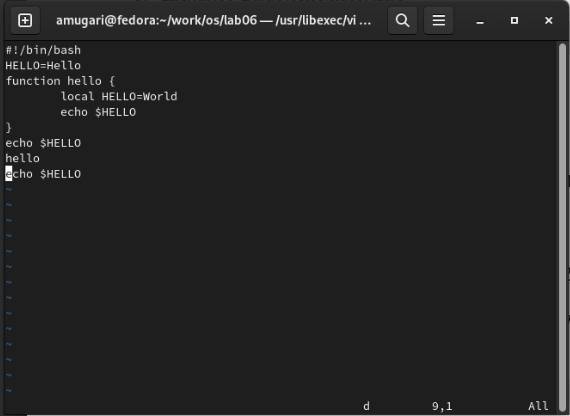 amugari@fedora:~/work/os/lab06 — /usr/libexec/vi ...
#!/bin/bash
HELLO=Hello
function hello {
        local HELLO=World
        echo $HELLO
}
echo $HELLO
hello
echo $HELLO
~
~
~
~
~
~
~
~
~
~
~
~
~
~
d 9,1 All